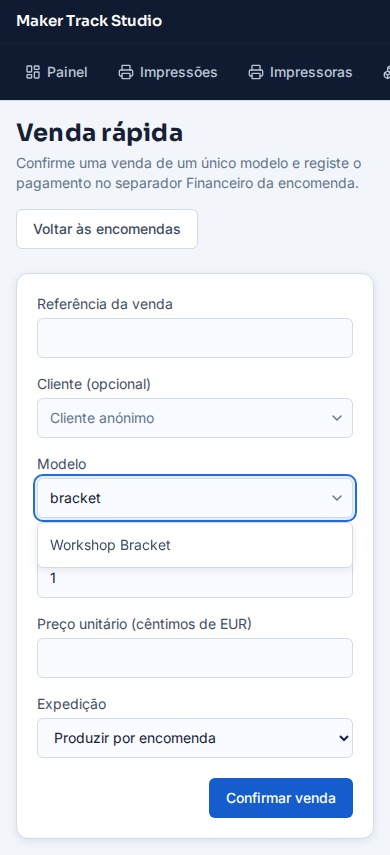 Maker Track Studio
Painel
Impressões
Impressoras
Venda rápida
Confirme uma venda de um único modelo e registe o
pagamento no separador Financeiro da encomenda.
Voltar às encomendas
Referência da venda
Cliente (opcional)
Cliente anónimo
Modelo
bracket
Workshop Bracket
1
Preço unitário (cêntimos de EUR)
Expedição
Produzir por encomenda
Confirmar venda